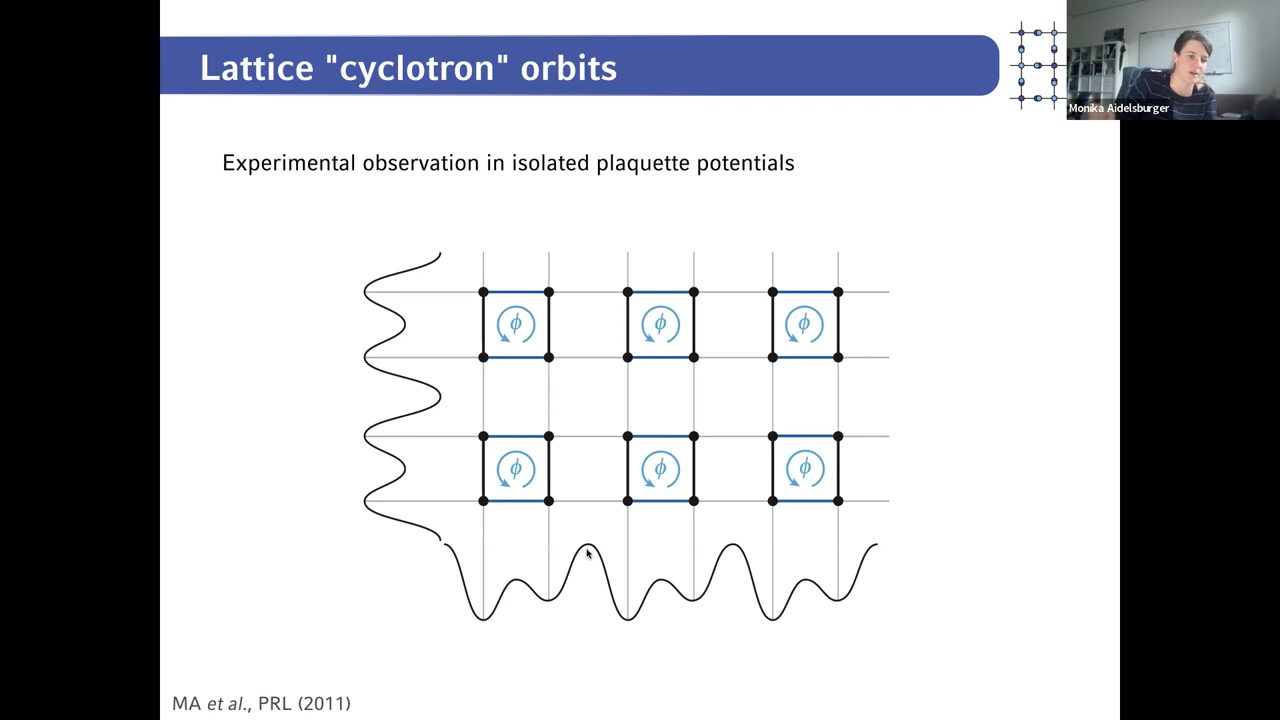 Lattice "cyclotron" orbits
Monika Aidelsburger
Experimental observation in isolated plaquette potentials
ϕ ϕ ϕ
ϕ ϕ ϕ
MA et al., PRL (2011)